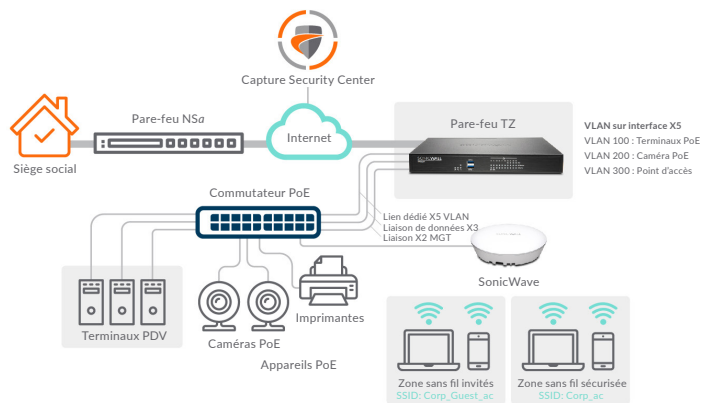 Capture Security Center
Pare-feu NSa
Internet
Siège social
Pare-feu TZ
SONICWALL
VLAN sur interface X5
VLAN 100 : Terminaux PoE
VLAN 200 : Caméra PoE
VLAN 300 : Point d'accès
Commutateur PoE
Lien dédié X5 VLAN
Liaison de données X3
Liaison X2 MGT
SonicWave
Terminaux PDV
Caméras PoE
Imprimantes
Appareils PoE
Zone sans fil invités
SSID: Corp_Guest_ac
Zone sans fil sécurisée
SSID: Corp_ac